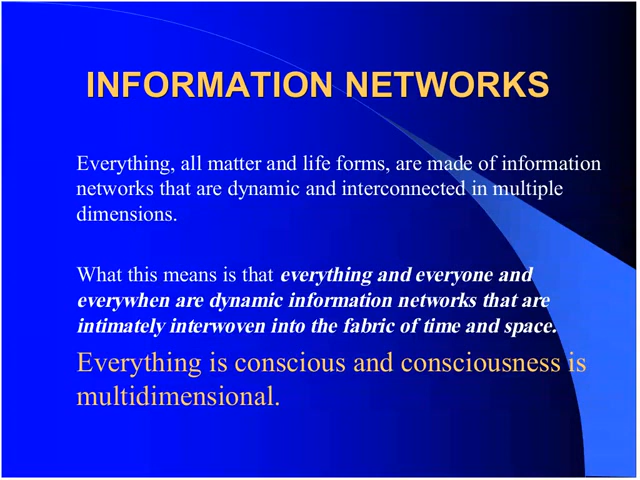 INFORMATION NETWORKS
Everything, all matter and life forms, are made of information
networks that are dynamic and interconnected in multiple
dimensions.
What this means is that everything and everyone and
everywhen are dynamic information networks that are
intimately interwoven into the fabric of time and space.
Everything is conscious and consciousness is
multidimensional.